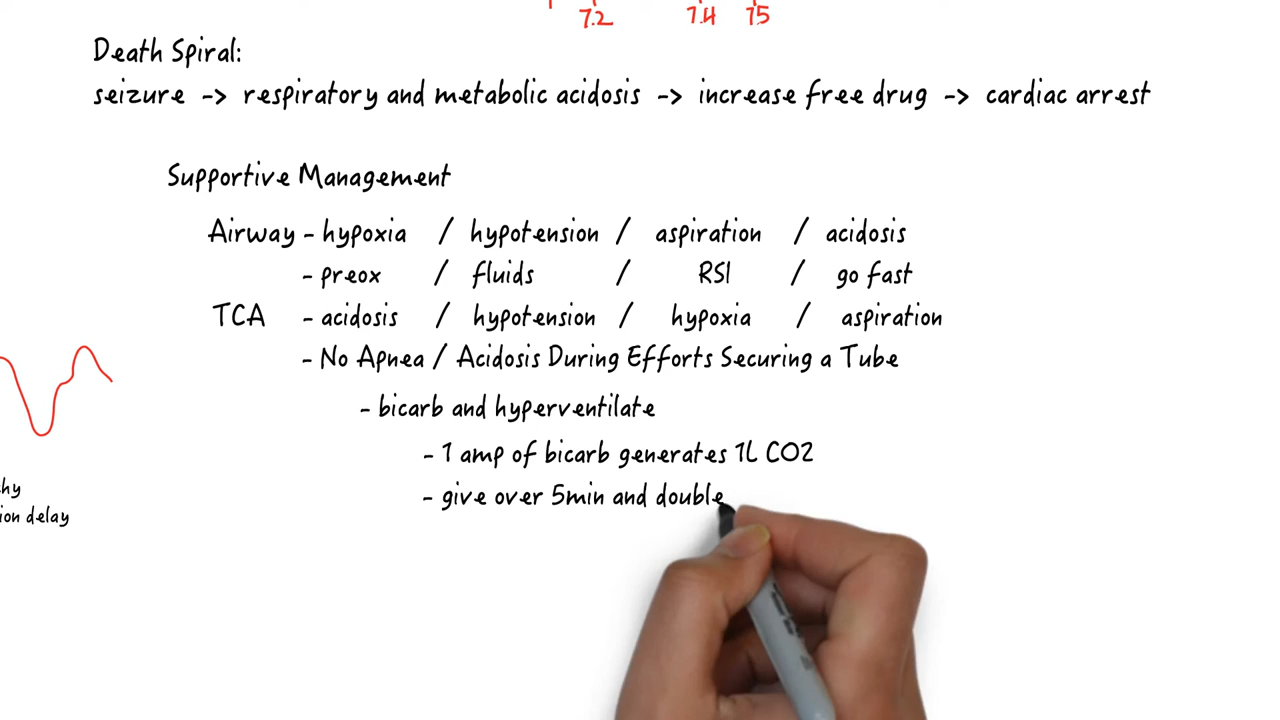 7.2 7.4 7.5
Death Spiral:
seizure -> respiratory and metabolic acidosis -> increase free drug -> cardiac arrest
Supportive Management
Airway - hypoxia / hypotension / aspiration / acidosis
- preox / fluids / RSI / go fast
TCA - acidosis / hypotension / hypoxia / aspiration
- No Apnea / Acidosis During Efforts Securing a Tube
- bicarb and hyperventilate
- 1 amp of bicarb generates 1L CO2
- give over 5min and double
hy
ion delay